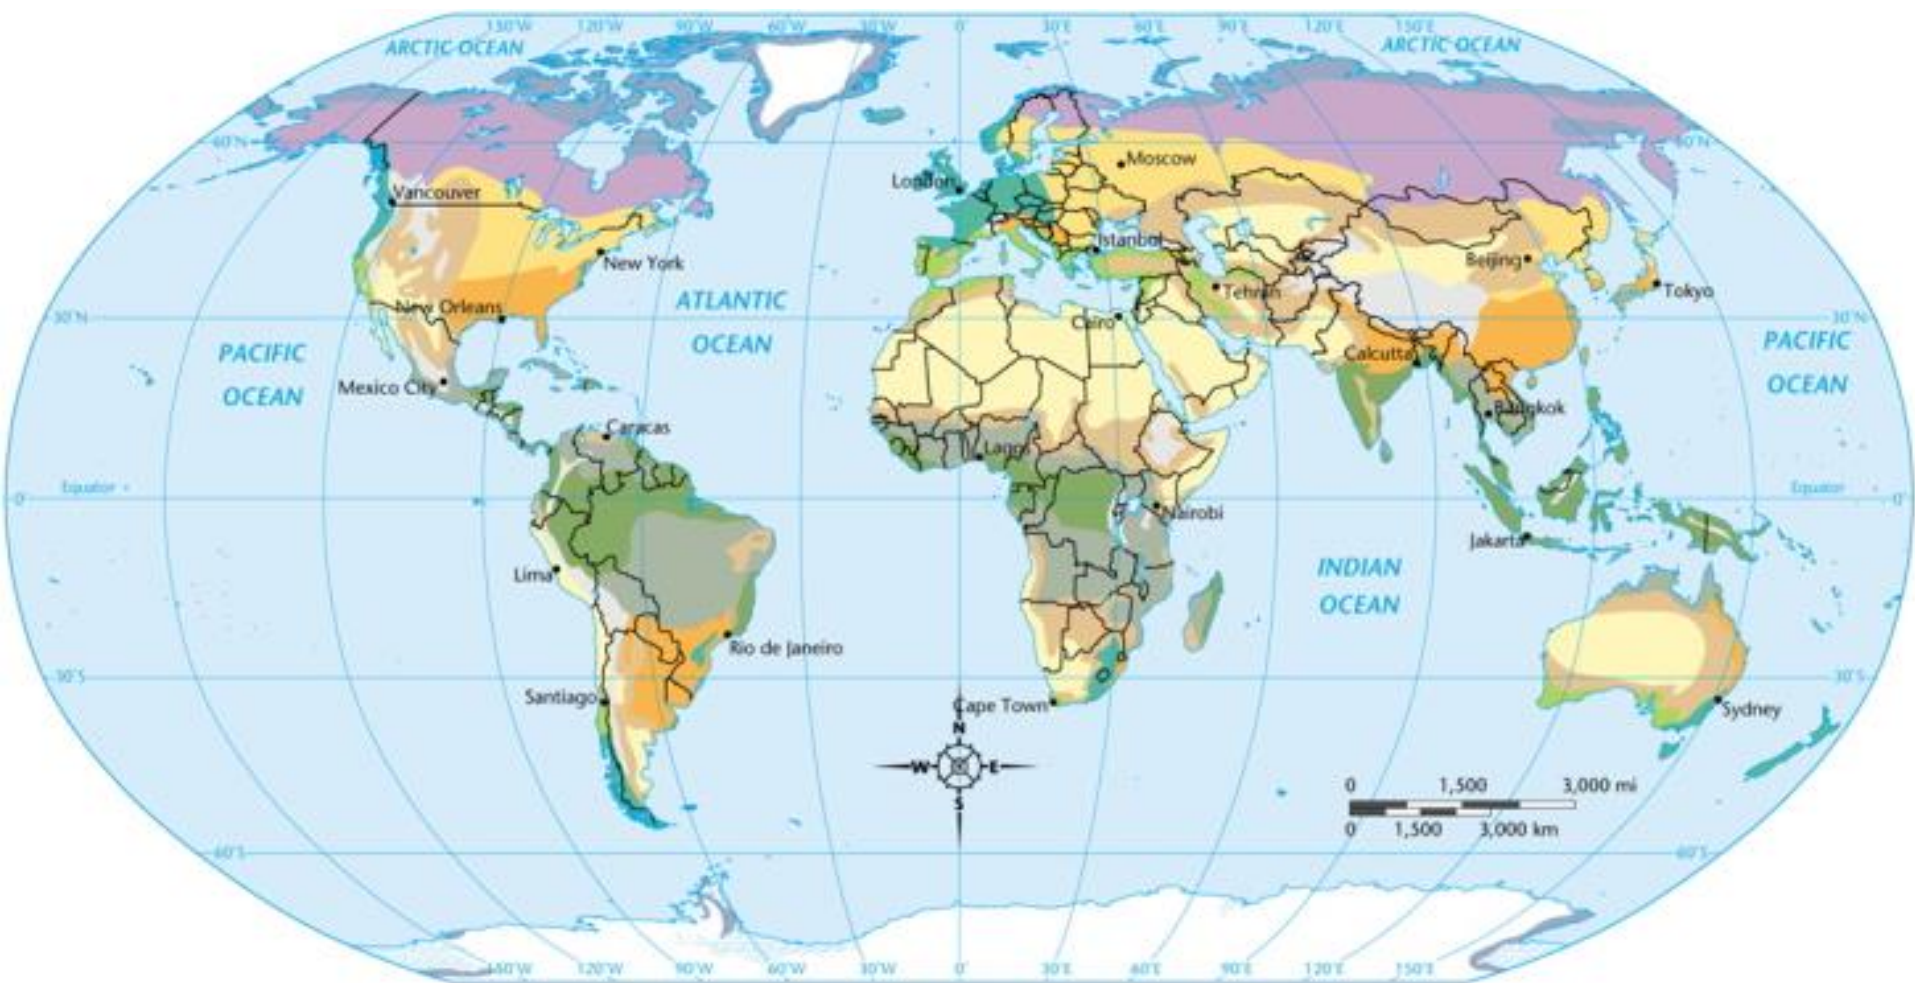 150°W 120°W 90°W 60°W 30°W 0° 30°E 60°E 90°E 120°E 150°E
ARCTIC OCEAN
ARCTIC OCEAN
60°N
60°N
Moscow
London
Vancouver
Istanbul
New York
Beijing
Tehran
Tokyo
ATLANTIC
OCEAN
New Orleans
30°N
30°N
Cairo
PACIFIC
OCEAN
PACIFIC
OCEAN
Calcutta
Mexico City
Bangkok
Caracas
Lagos
Equator
Equator
0°
0°
Nairobi
Jakarta
Lima
INDIAN
OCEAN
Rio de Janeiro
30°S
30°S
Santiago
Cape Town
Sydney
N
W
E
S
0 1,500 3,000 mi
0 1,500 3,000 km
60°S
60°S
150°W 120°W 90°W 60°W 30°W 0° 30°E 60°E 90°E 120°E 150°E